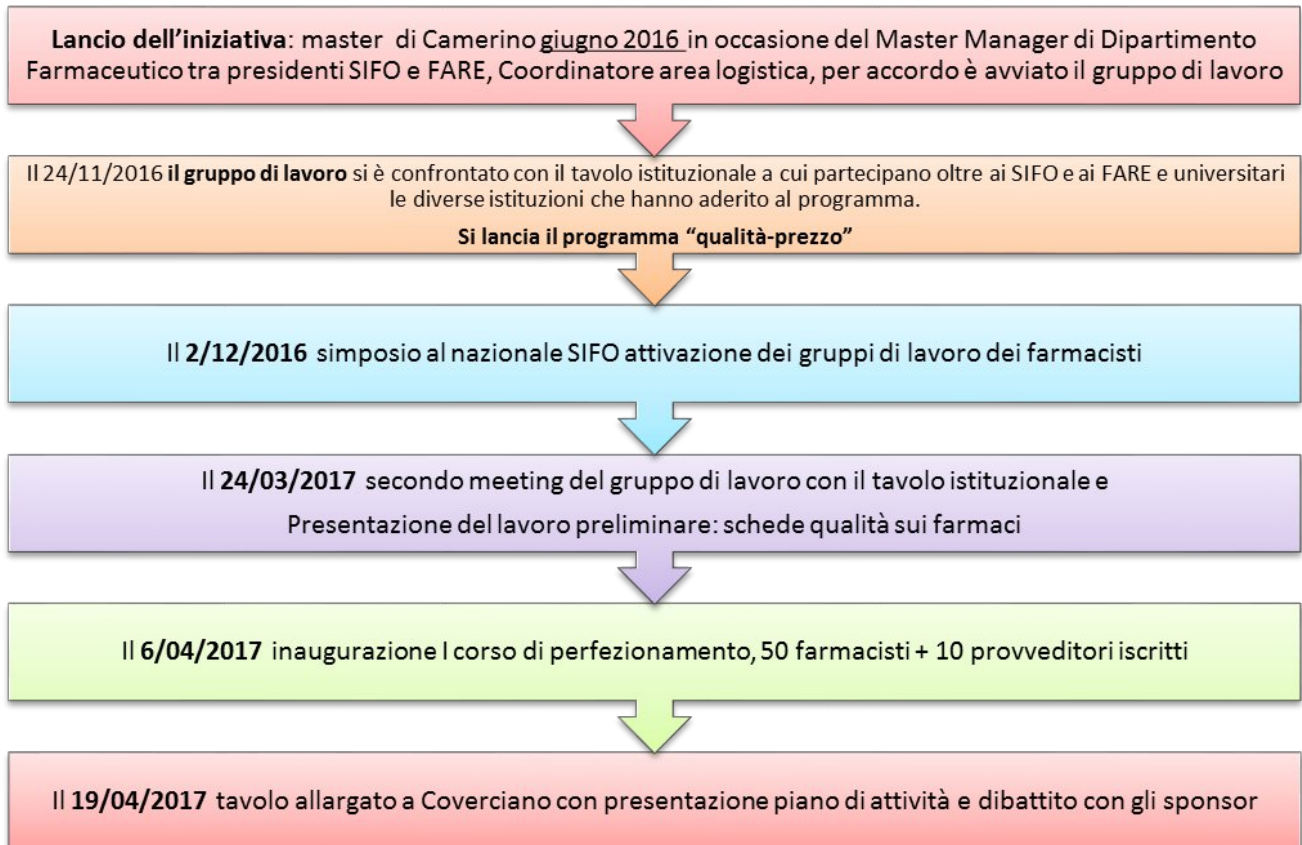 Lancio dell'iniziativa: master di Camerino giugno 2016 in occasione del Master Manager di Dipartimento
Farmaceutico tra presidenti SIFO e FARE, Coordinatore area logistica, per accordo è avviato il gruppo di lavoro
Il 24/11/2016 il gruppo di lavoro si è confrontato con il tavolo istituzionale a cui partecipano oltre ai SIFO e ai FARE e universitari
le diverse istituzioni che hanno aderito al programma.
Si lancia il programma “qualità-prezzo”
Il 2/12/2016 simposio al nazionale SIFO attivazione dei gruppi di lavoro dei farmacisti
Il 24/03/2017 secondo meeting del gruppo di lavoro con il tavolo istituzionale e
Presentazione del lavoro preliminare: schede qualità sui farmaci
Il 6/04/2017 inaugurazione I corso di perfezionamento, 50 farmacisti + 10 provveditori iscritti
Il 19/04/2017 tavolo allargato a Coverciano con presentazione piano di attività e dibattito con gli sponsor